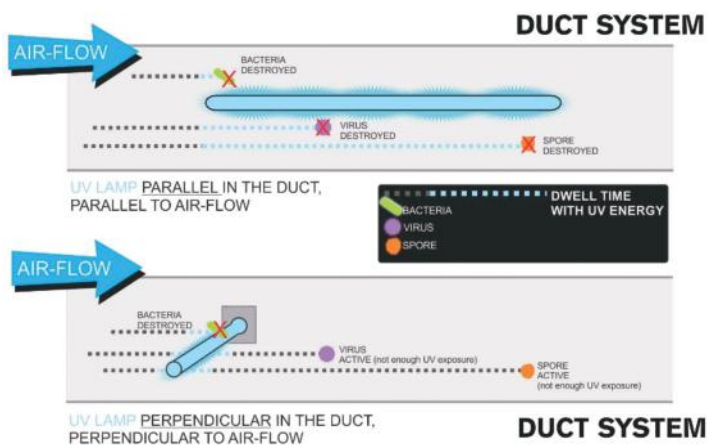 DUCT SYSTEM
AIR-FLOW
BACTERIA
DESTROYED
VIRUS
DESTROYED
SPORE
DESTROYED
UV LAMP PARALLEL IN THE DUCT,
PARALLEL TO AIR-FLOW
DWELL TIME
WITH UV ENERGY
BACTERIA
VIRUS
SPORE
AIR-FLOW
BACTERIA
DESTROYED
VIRUS
ACTIVE (not enough UV exposure)
SPORE
ACTIVE
(not enough UV exposure)
UV LAMP PERPENDICULAR IN THE DUCT,
PERPENDICULAR TO AIR-FLOW
DUCT SYSTEM